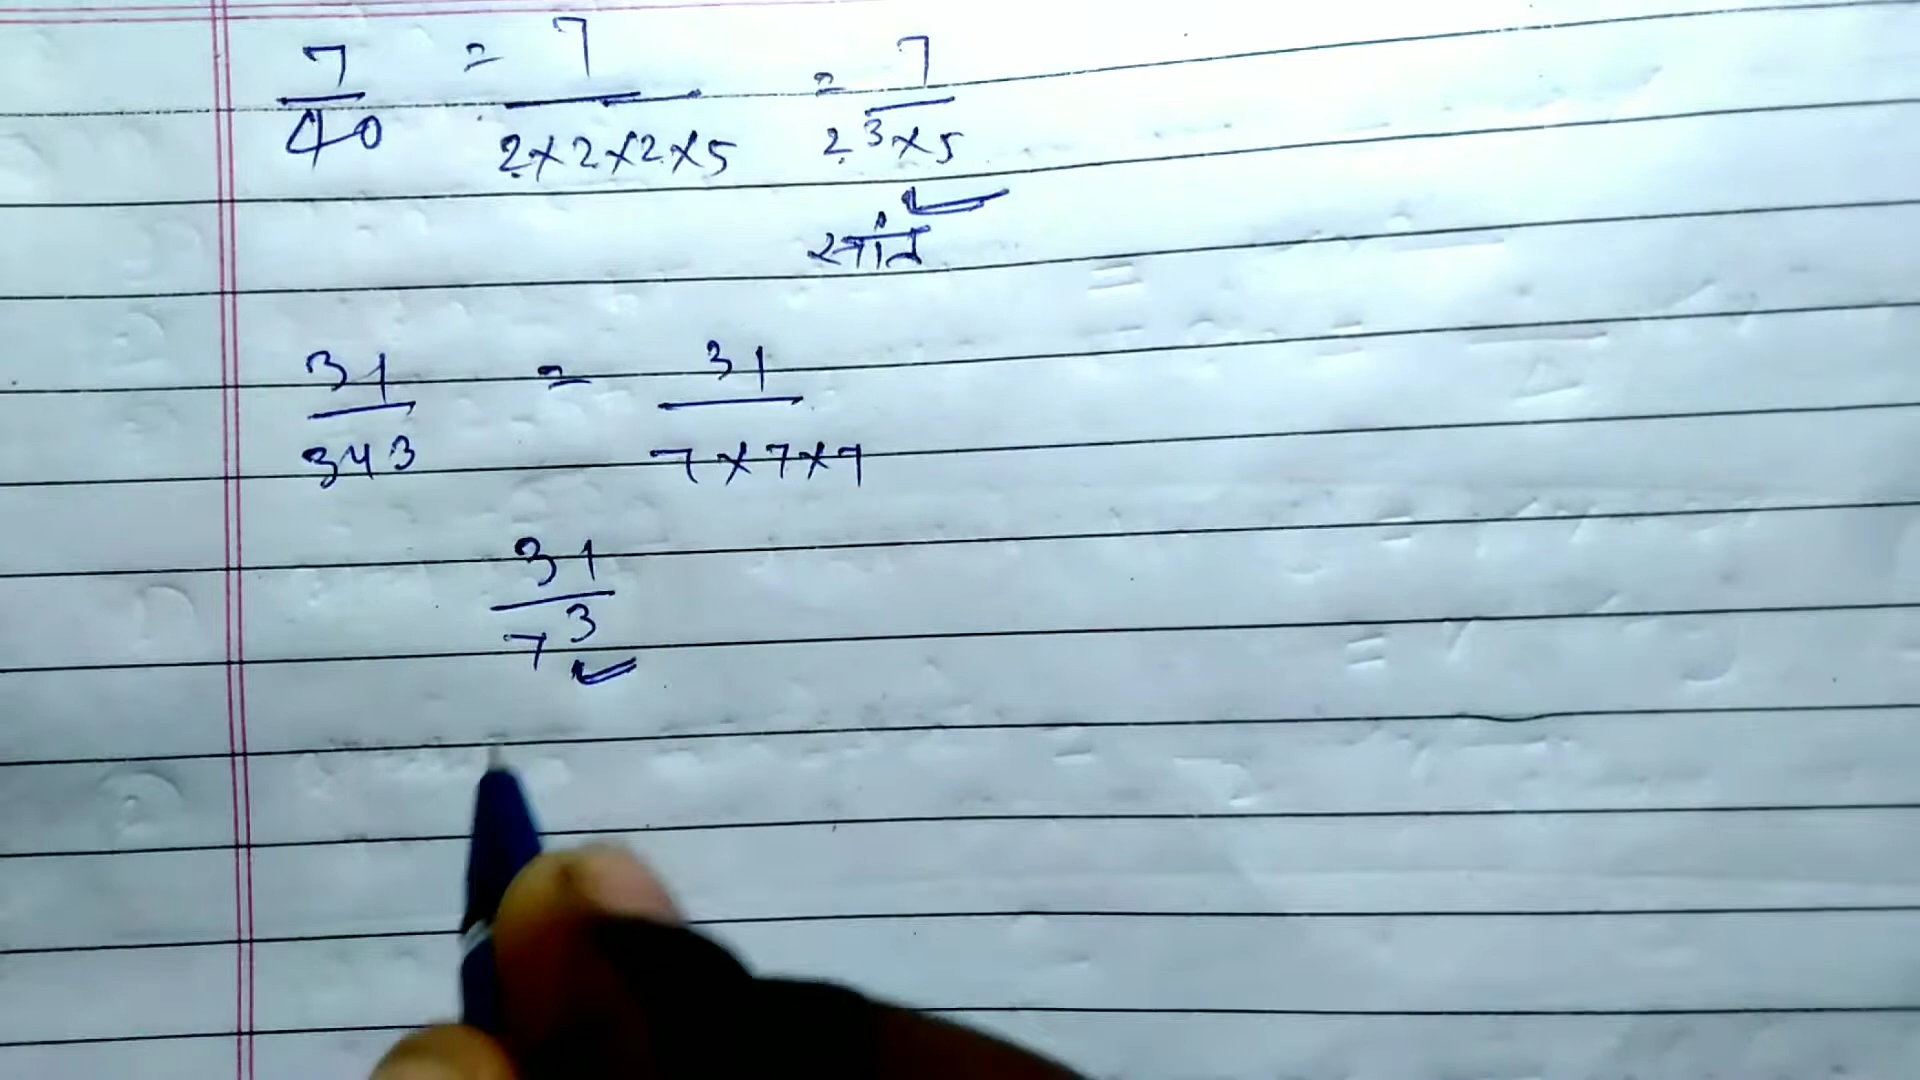 7/40 = 7/2×2×2×5 = 7/2³×5
सांत
31/343 = 31/7×7×7
31/7³